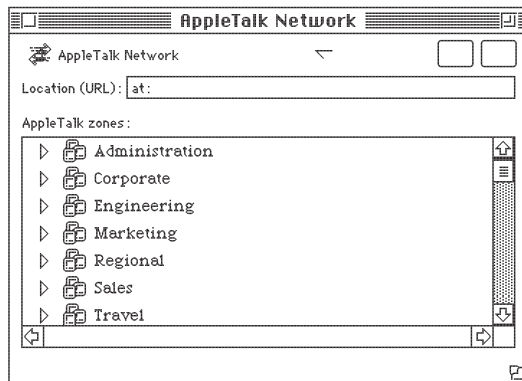 AppleTalk Network
AppleTalk Network
Location (URL): at:
AppleTalk zones:
Administration
Corporate
Engineering
Marketing
Regional
Sales
Travel